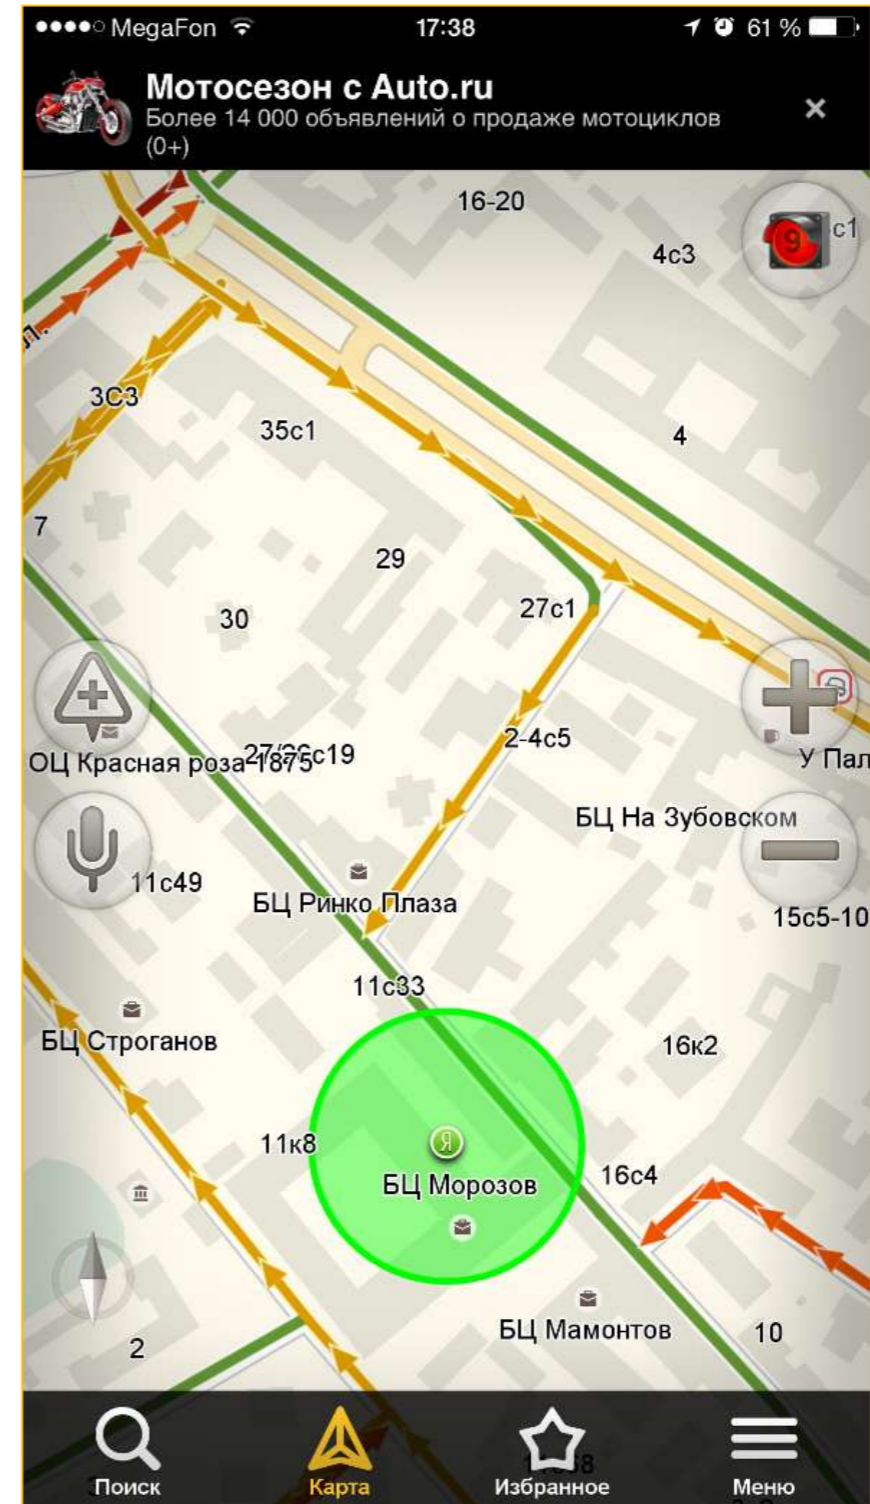 MegaFon
17:38
61 %
Мотосезон с Auto.ru
Более 14 000 объявлений о продаже мотоциклов
(0+)
16-20
4с3
9
с1
л.
3С3
35с1
4
7
29
27с1
30
2-4с5
ОЦ Красная роза 1875
с19
У Пал
БЦ На Зубовском
11с49
БЦ Ринко Плаза
15с5-10
11с33
БЦ Строганов
16к2
11к8
Я
БЦ Морозов
16с4
БЦ Мамонтов
10
2
Поиск
Карта
Избранное
Меню